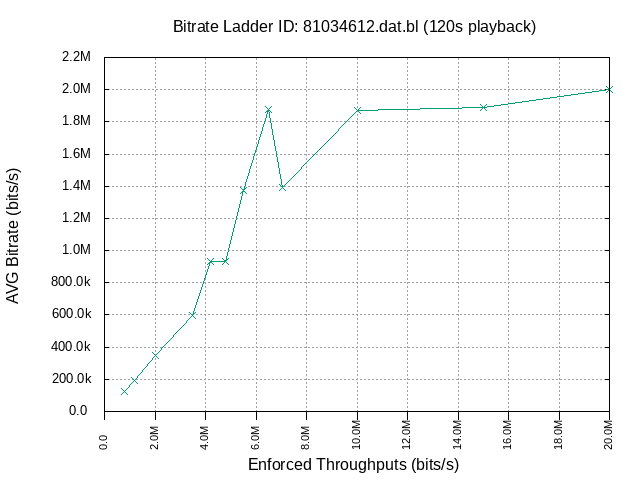 Bitrate Ladder ID: 81034612.dat.bl (120s playback)
2.2M
2.0M
1.8M
1.6M
1.4M
1.2M
1.0M
800.0k
600.0k
400.0k
200.0k
0.0
AVG Bitrate (bits/s)
0.0
2.0M
4.0M
6.0M
8.0M
10.0M
12.0M
14.0M
16.0M
18.0M
20.0M
Enforced Throughputs (bits/s)